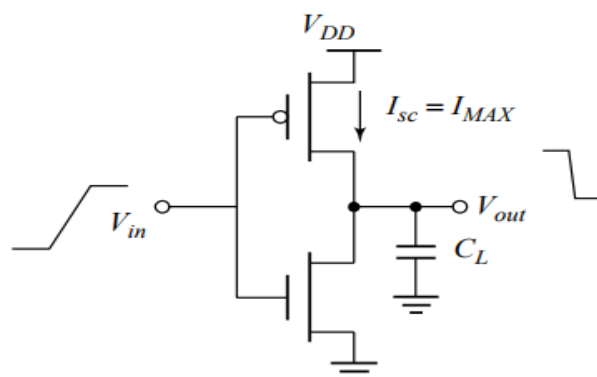 V_DD
I_sc = I_MAX
V_in
V_out
C_L